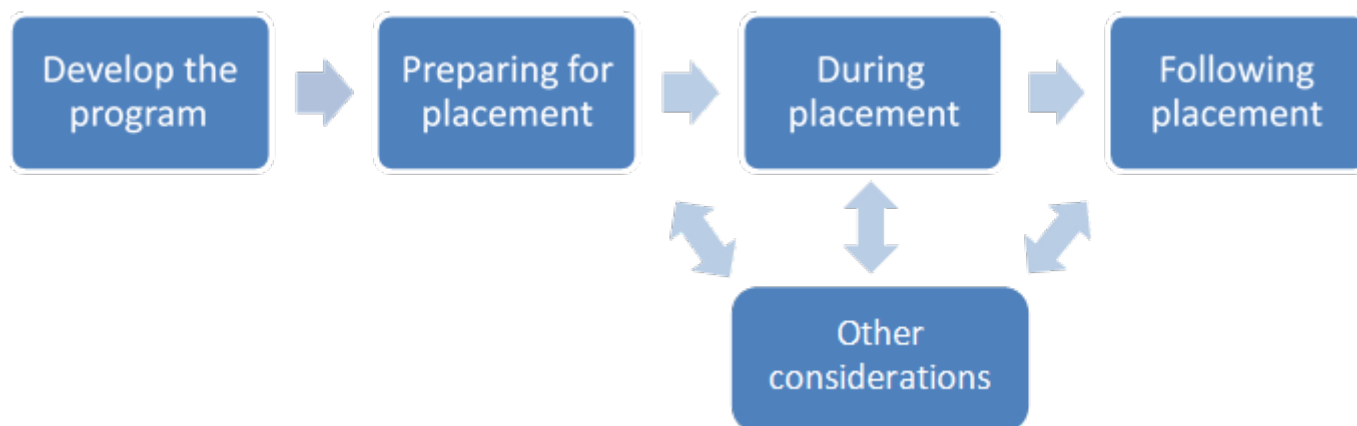 Develop the
program
Preparing for
placement
During
placement
Following
placement
Other
considerations